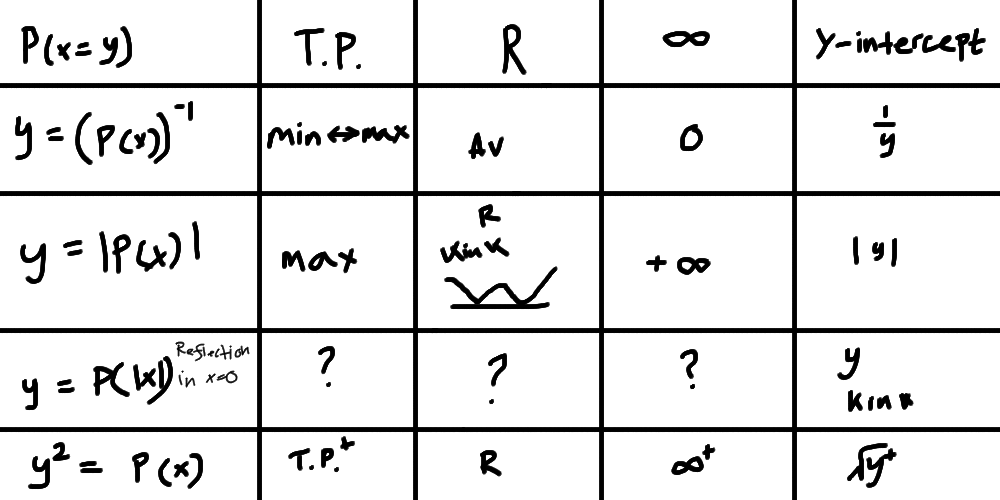 P(x=y) T.P. R ∞ Y-intercept
y = (P(x))⁻¹ min↔max Av 0 1/y
y = |P(x)| max R kink +∞ |y|
y = P(|x|) Reflection in x=0 ? ? ? y kink
y² = P(x) T.P.⁺ R ∞⁺ √y⁺